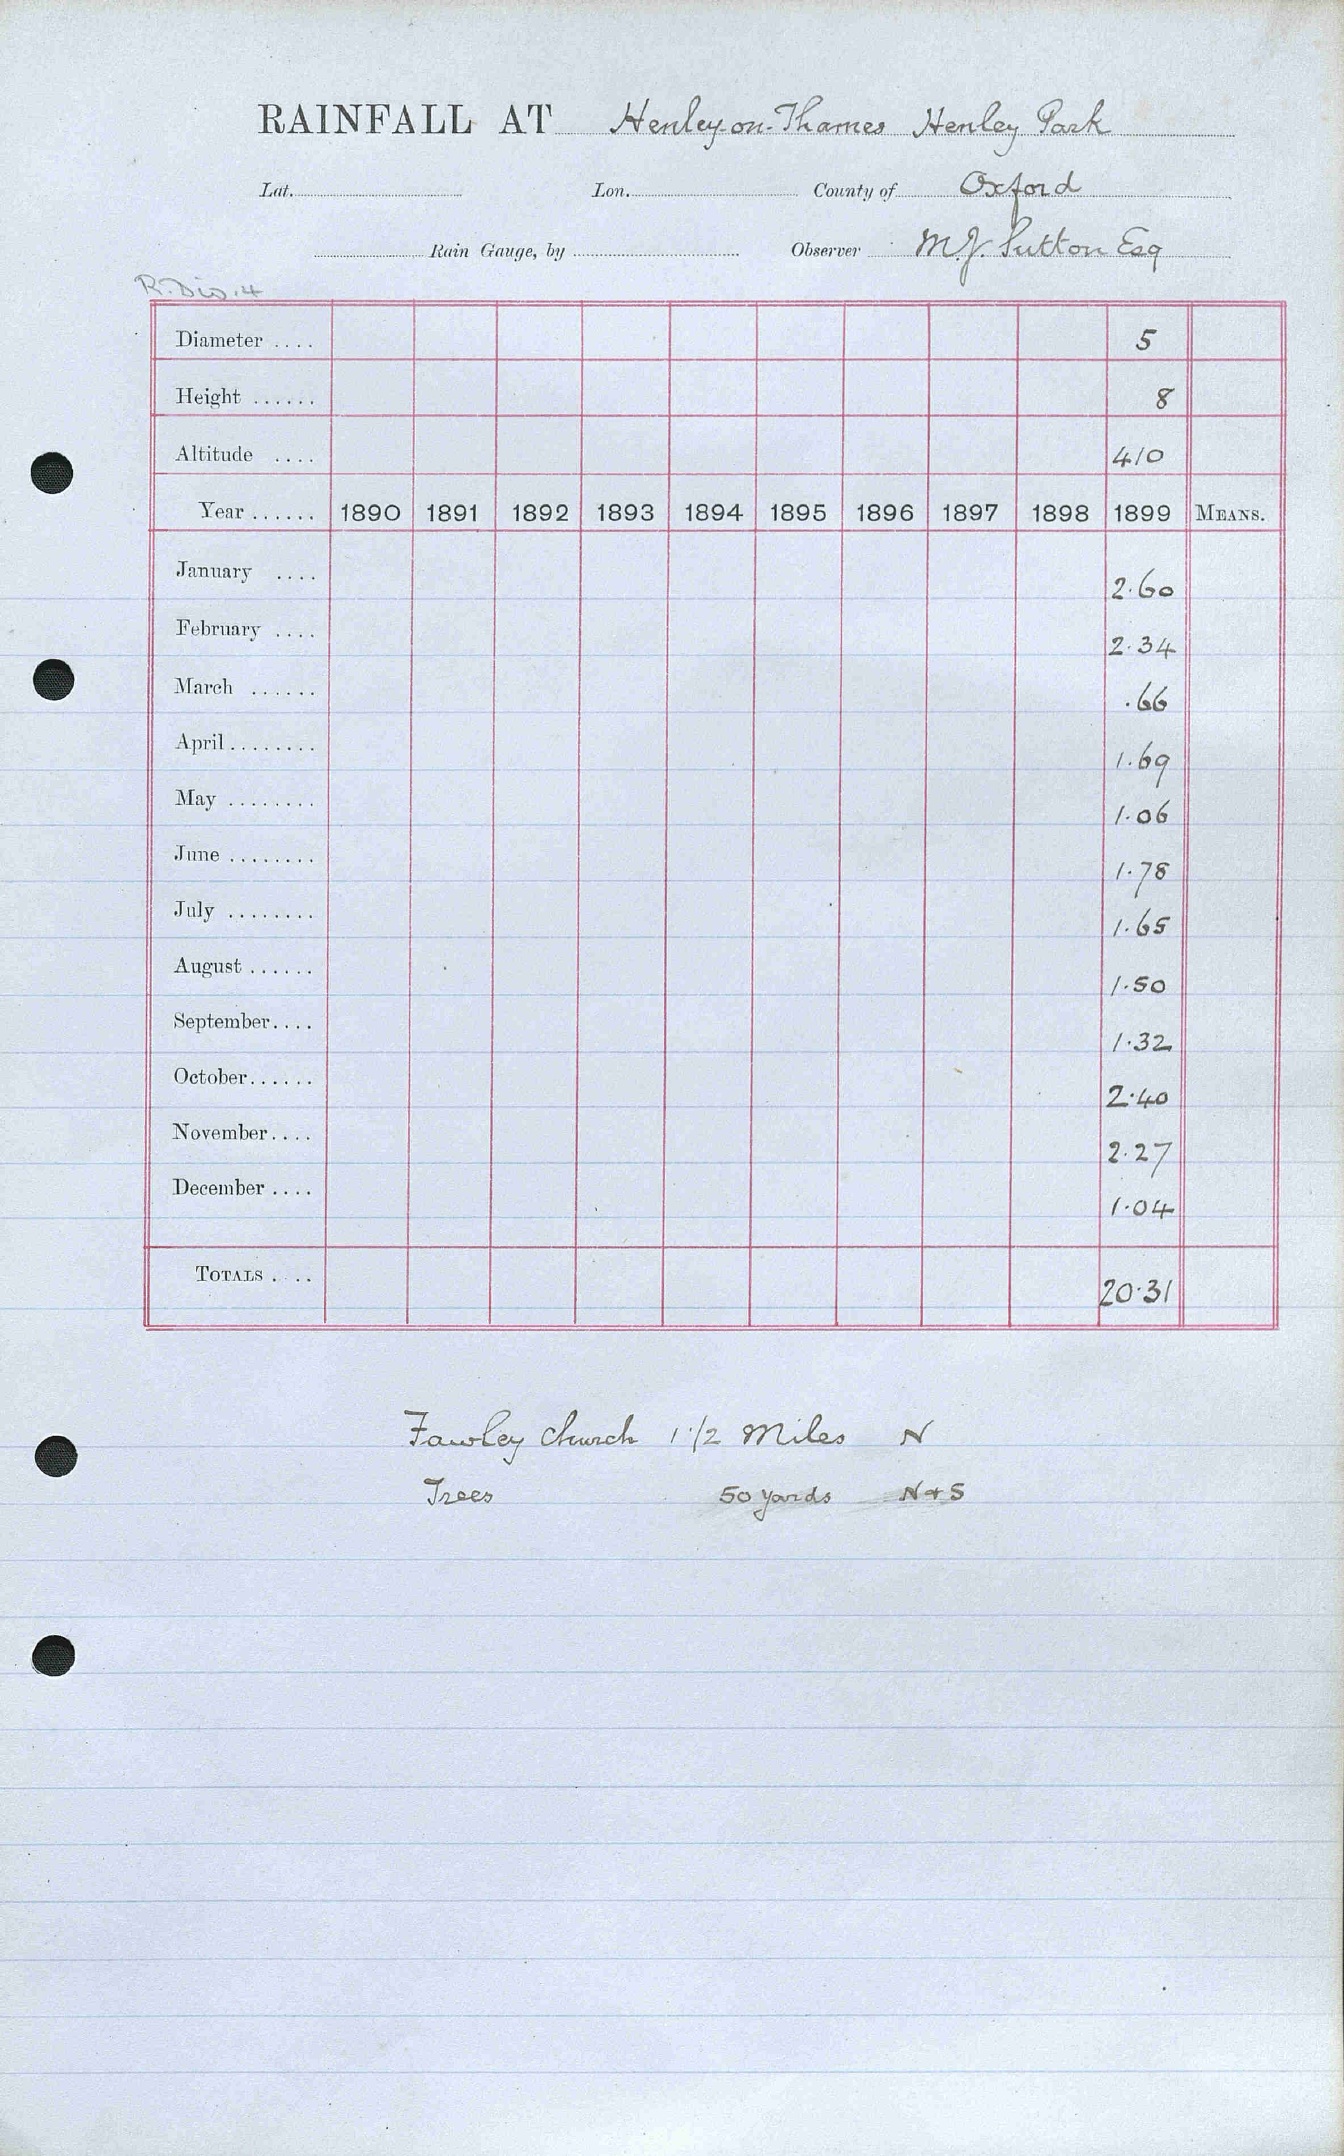 RAINFALL AT Henley-on-Thames Henley Park
Lat. Lon. County of Oxford
Rain Gauge, by Observer M.J. Sutton Esq
R. Div. 4
Diameter .... 5
Height ...... 8
Altitude .... 410
Year ...... 1890 1891 1892 1893 1894 1895 1896 1897 1898 1899 MEANS.
January .... 2.60
February .... 2.34
March ...... .66
April ........ 1.69
May ........ 1.06
June ........ 1.78
July ........ 1.65
August ...... 1.50
September.... 1.32
October...... 2.40
November.... 2.27
December .... 1.04
TOTALS .... 20.31
Fawley Church 1 1/2 Miles N
Trees 50 yards N & S